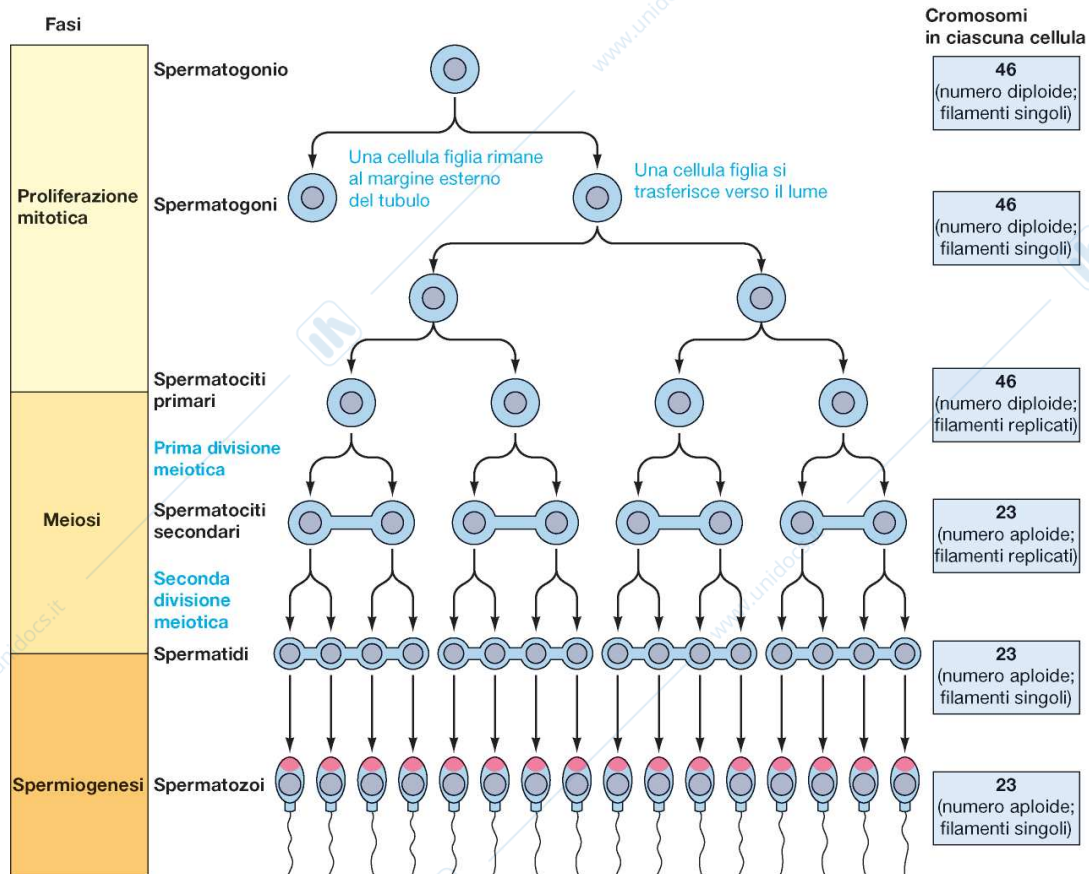 Fasi
Cromosomi
in ciascuna cellula
Spermatogonio
46
(numero diploide;
filamenti singoli)
Una cellula figlia rimane
al margine esterno
del tubulo
Una cellula figlia si
trasferisce verso il lume
Proliferazione
mitotica
Spermatogoni
46
(numero diploide;
filamenti singoli)
Spermatociti
primari
46
(numero diploide;
filamenti replicati)
Prima divisione
meiotica
Meiosi
Spermatociti
secondari
23
(numero aploide;
filamenti replicati)
Seconda
divisione
meiotica
Spermatidi
23
(numero aploide;
filamenti singoli)
Spermiogenesi
Spermatozoi
23
(numero aploide;
filamenti singoli)